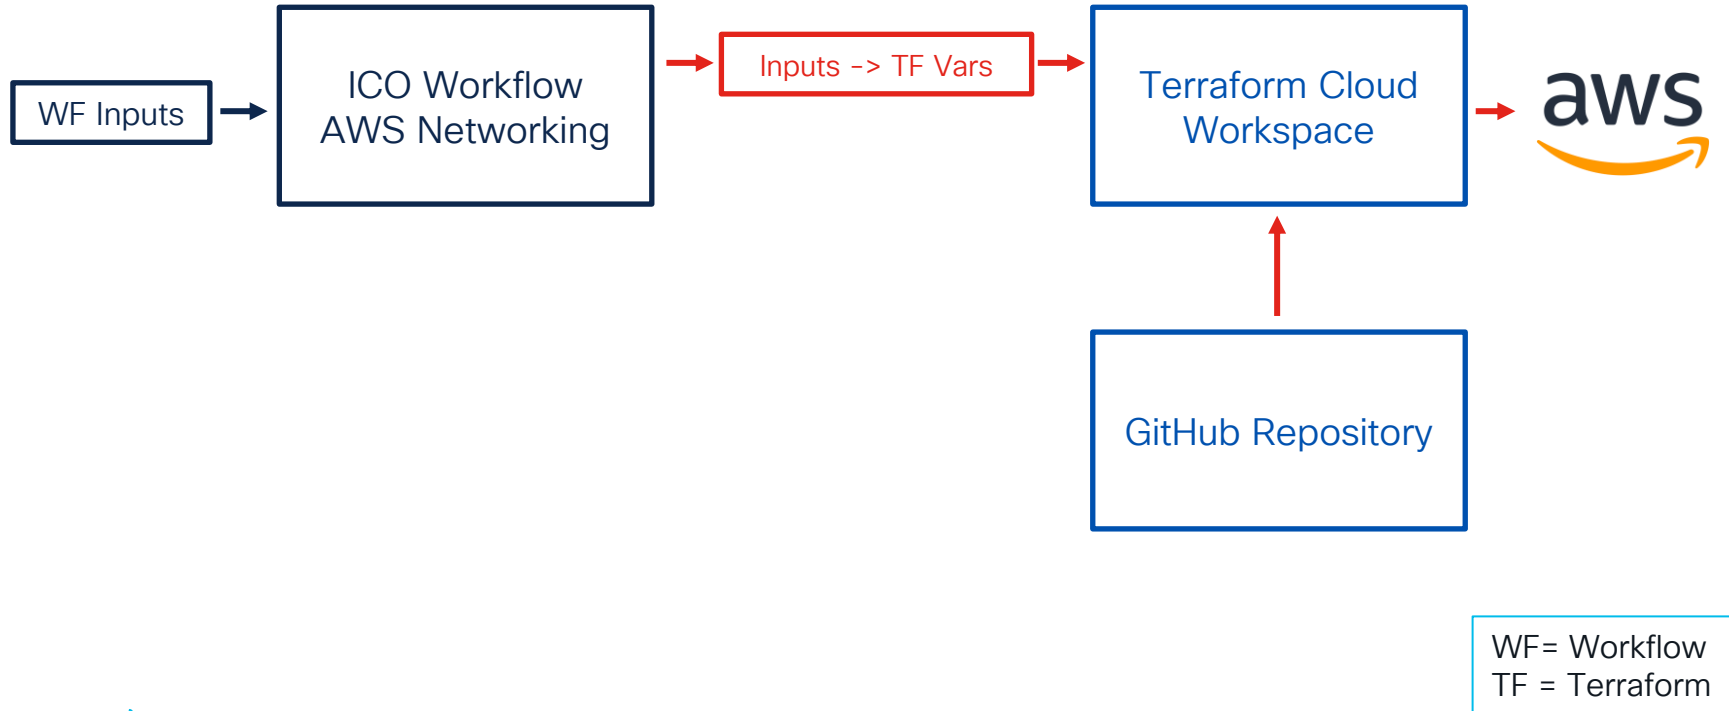 WF Inputs
ICO Workflow
AWS Networking
Inputs -> TF Vars
Terraform Cloud
Workspace
aws
GitHub Repository
WF= Workflow
TF = Terraform